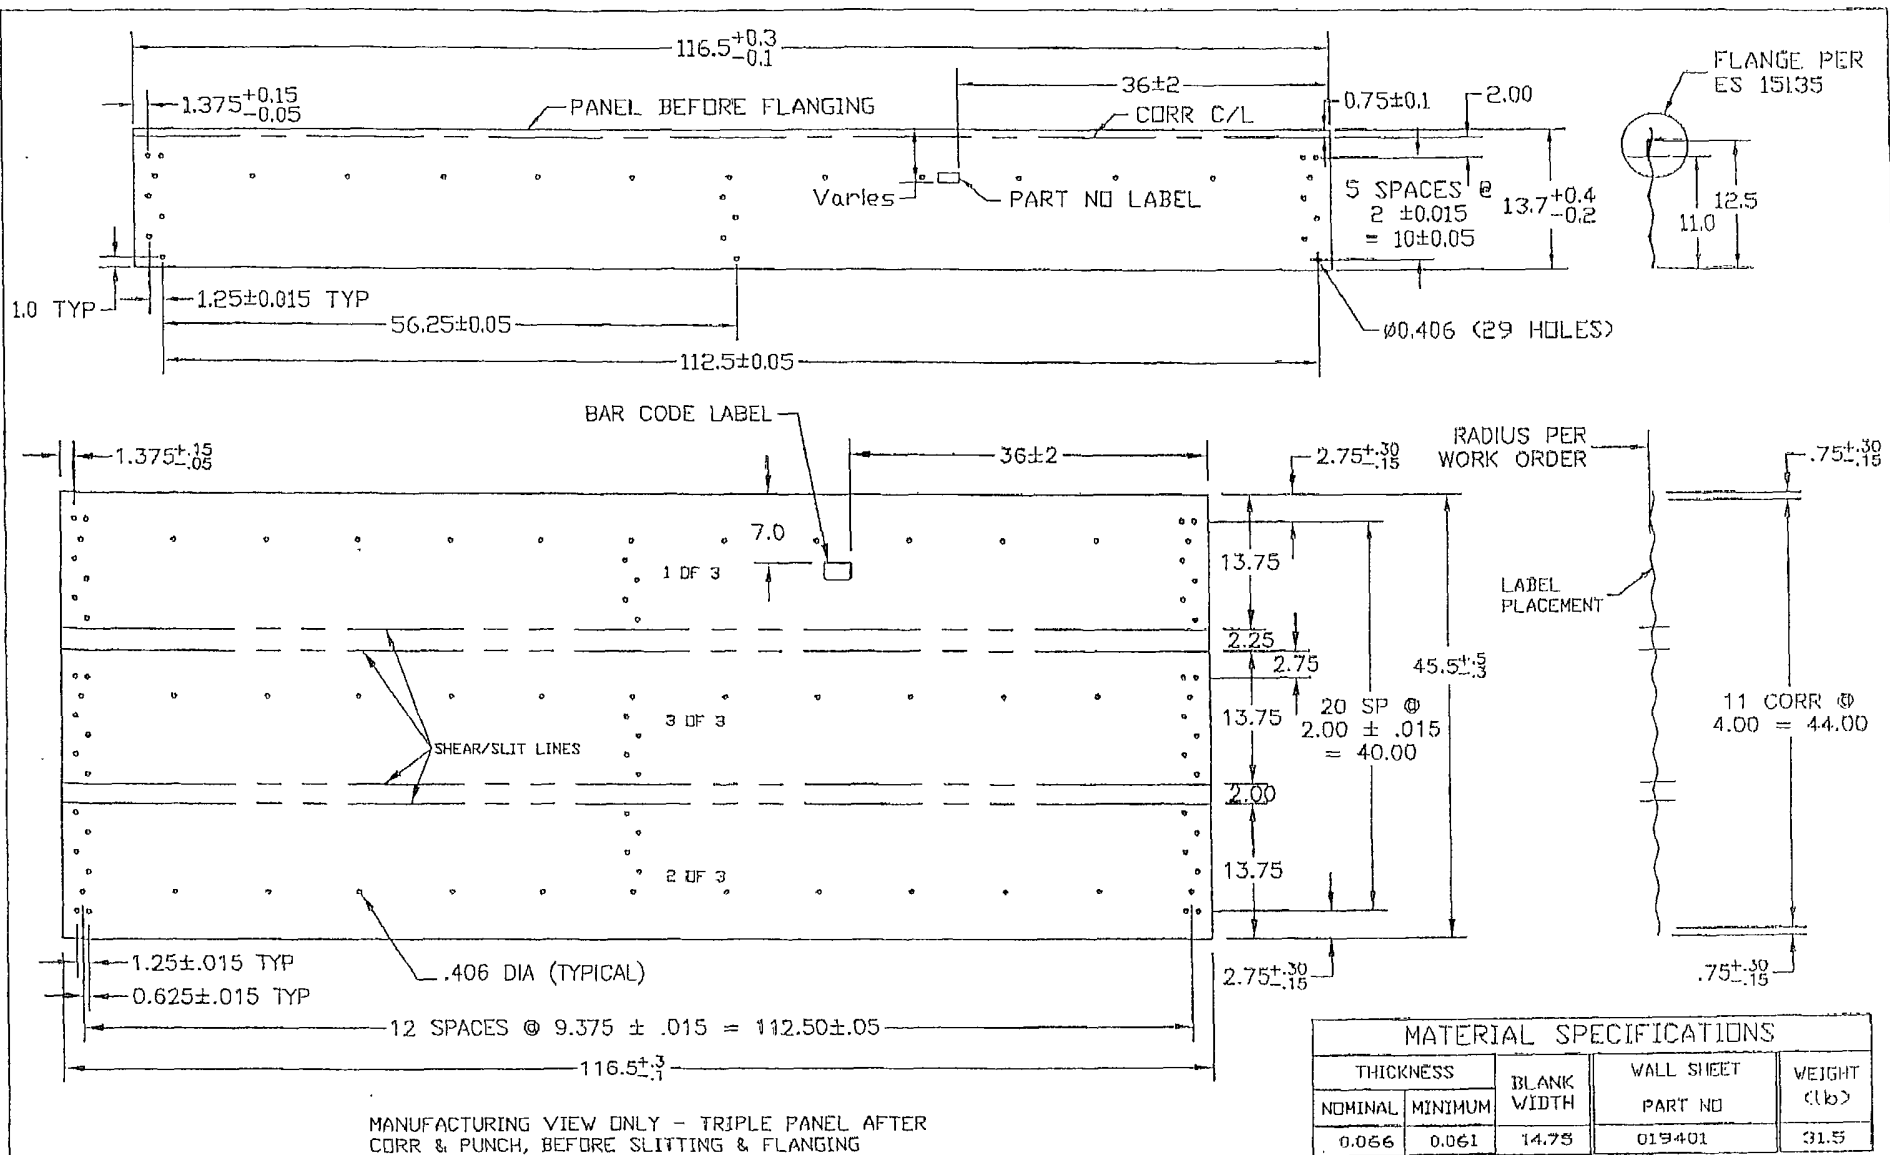 116.5+0.3
-0.1
36±2
FLANGE PER
ES 15135
1.375+0.15
-0.05
PANEL BEFORE FLANGING
CORR C/L
0.75±0.1
2.00
Varies
PART NO LABEL
5 SPACES @
2 ±0.015
= 10±0.05
13.7+0.4
-0.2
11.0
12.5
1.0 TYP
1.25±0.015 TYP
56.25±0.05
112.5±0.05
Ø0.406 (29 HOLES)
BAR CODE LABEL
1.375+.15
-.05
36±2
2.75+.30
-.15
RADIUS PER
WORK ORDER
.75+.30
-.15
7.0
1 OF 3
13.75
LABEL
PLACEMENT
2.25
2.75
45.5+.5
-.3
3 OF 3
13.75
20 SP @
2.00 ± .015
= 40.00
11 CORR @
4.00 = 44.00
SHEAR/SLIT LINES
2.00
2 OF 3
13.75
1.25±.015 TYP
.406 DIA (TYPICAL)
2.75+.30
-.15
.75+.30
-.15
0.625±.015 TYP
12 SPACES @ 9.375 ± .015 = 112.50±.05
116.5+.3
-.1
MANUFACTURING VIEW ONLY - TRIPLE PANEL AFTER
CORR & PUNCH, BEFORE SLITTING & FLANGING
MATERIAL SPECIFICATIONS
THICKNESS
BLANK
WIDTH
WALL SHEET
PART NO
WEIGHT
(lb)
NOMINAL
MINIMUM
0.066
0.061
14.75
019401
31.5